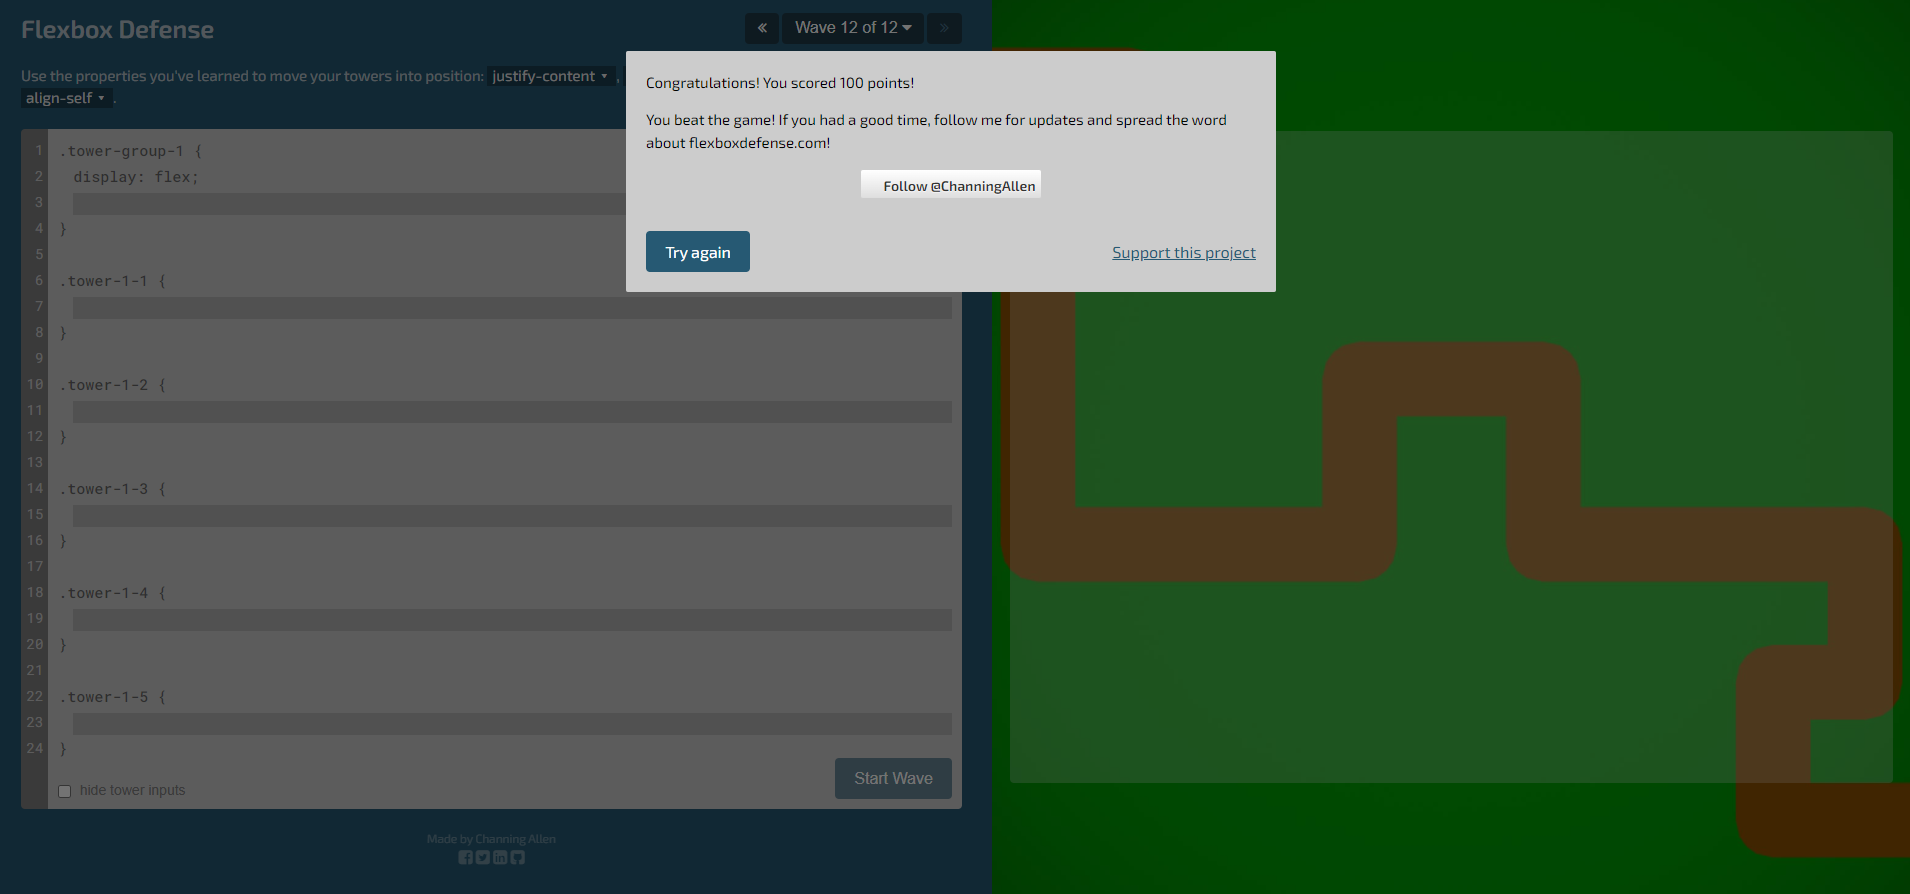 Flexbox Defense
«
Wave 12 of 12
»
Use the properties you've learned to move your towers into position: justify-content ,
align-self .
Congratulations! You scored 100 points!
You beat the game! If you had a good time, follow me for updates and spread the word
about flexboxdefense.com!
Follow @ChanningAllen
Try again
Support this project
1 .tower-group-1 {
2 display: flex;
3
4 }
5
6 .tower-1-1 {
7
8 }
9
10 .tower-1-2 {
11
12 }
13
14 .tower-1-3 {
15
16 }
17
18 .tower-1-4 {
19
20 }
21
22 .tower-1-5 {
23
24 }
hide tower inputs
Start Wave
Made by Channing Allen